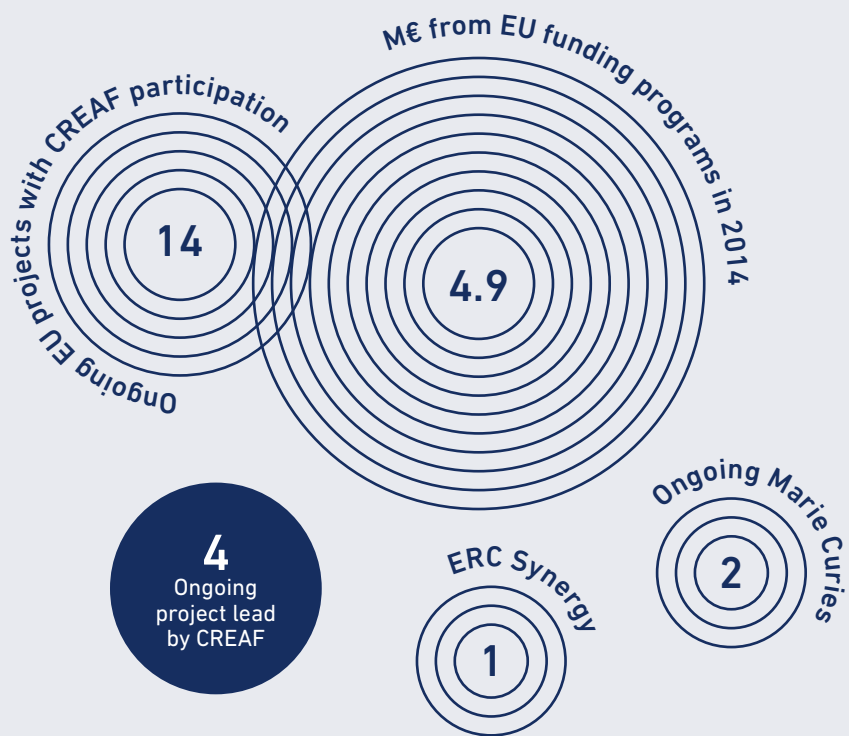 Ongoing EU projects with CREAF participation
14
M€ from EU funding programs in 2014
4.9
4
Ongoing
project lead
by CREAF
ERC Synergy
1
Ongoing Marie Curies
2